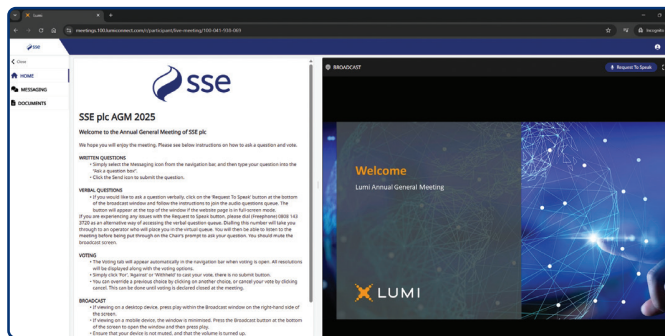 Lumi
meetings.100.lumiconnect.com/r/participant/live-meeting/100-041-938-069
Incognito
sse
Close
HOME
MESSAGING
DOCUMENTS
sse
SSE plc AGM 2025
Welcome to the Annual General Meeting of SSE plc
We hope you will enjoy the meeting. Please see below instructions on how to ask a question and vote.
WRITTEN QUESTIONS
• Simply select the Messaging icon from the navigation bar and then type your question into the
"Ask a question box".
• Click the Send icon to submit the question.
VERBAL QUESTIONS
• If you would like to ask a question verbally, click on the 'Request To Speak' button at the bottom
of the broadcast window and follow the instructions to join the audio questions queue. The
button will appear at the top of the window if the website page is in full-screen mode.
If you are experiencing any issues with the Request to Speak button, please dial (Freephone) 0808 143
3720 as an alternative way of accessing the verbal question queue. Dialling this number will take you
through to an operator who will place you in the virtual queue. You will then be able to listen to the
meeting before being put through on the Chair's prompt to ask your question. You should mute the
broadcast screen.
VOTING
• The Voting tab will appear automatically in the navigation bar when voting is open. All resolutions
will be displayed along with the voting options.
• Simply click 'For', 'Against' or 'Withheld' to cast your vote, there is no submit button.
• You can override a previous choice by clicking on another choice, or cancel your vote by clicking
cancel. This can be done until voting is declared closed at the meeting.
BROADCAST
• If viewing on a desktop device, press play within the Broadcast window on the right-hand side of
the screen.
• If viewing on a mobile device, the window is minimised. Press the Broadcast button at the bottom
of the screen to open the window and then press play.
• Ensure that your device is not muted, and that the volume is turned up.
BROADCAST
Request To Speak
Welcome
Lumi Annual General Meeting
LUMI